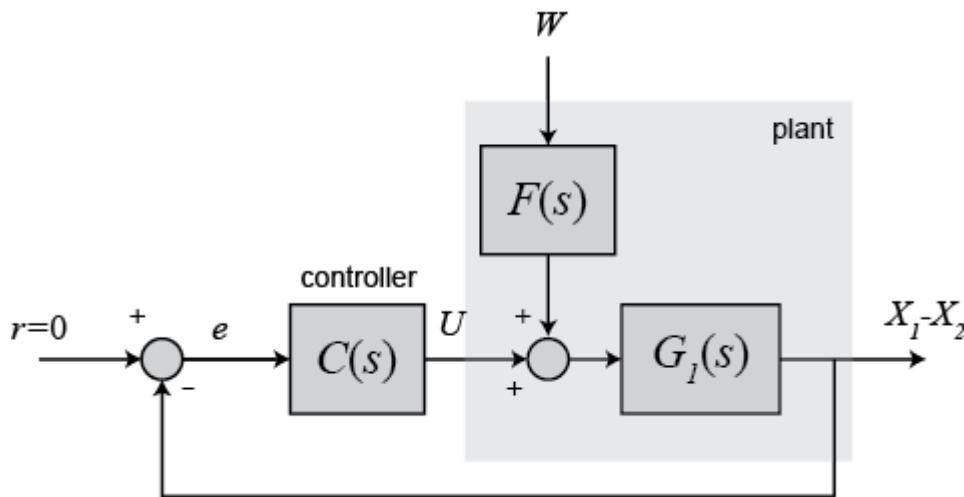 W
plant
F(s)
controller
r=0
+
e
−
C(s)
U
+
+
G₁(s)
X₁-X₂